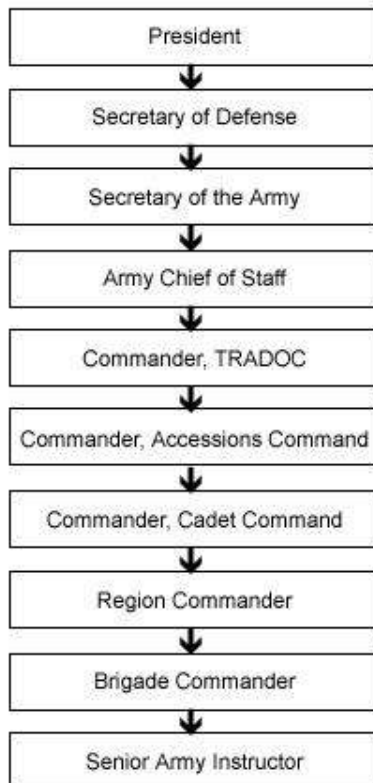 President
Secretary of Defense
Secretary of the Army
Army Chief of Staff
Commander, TRADOC
Commander, Accessions Command
Commander, Cadet Command
Region Commander
Brigade Commander
Senior Army Instructor